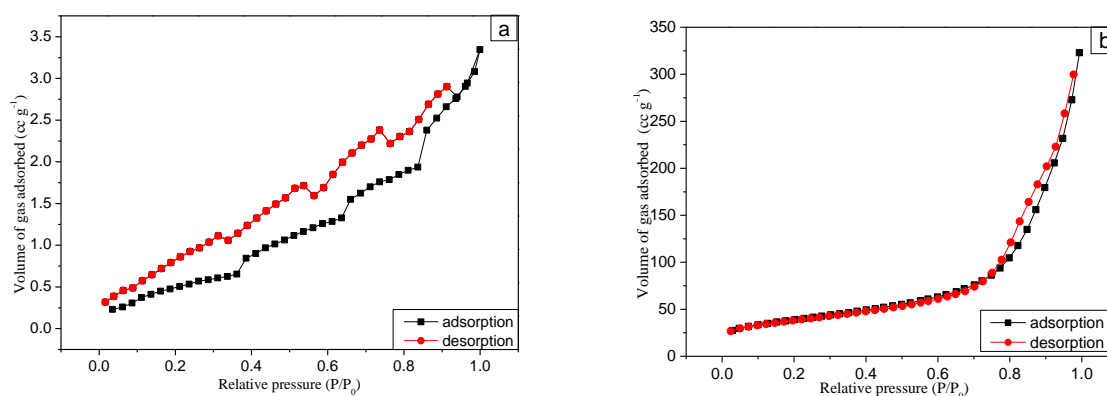 a
3.5
3.0
2.5
2.0
1.5
1.0
0.5
0.0
Volume of gas adsorbed (cc g⁻¹)
adsorption
desorption
0.0 0.2 0.4 0.6 0.8 1.0
Relative pressure (P/P₀)
b
350
300
250
200
150
100
50
0
Volume of gas adsorbed (cc g⁻¹)
adsorption
desorption
0.0 0.2 0.4 0.6 0.8 1.0
Relative pressure (P/P₀)